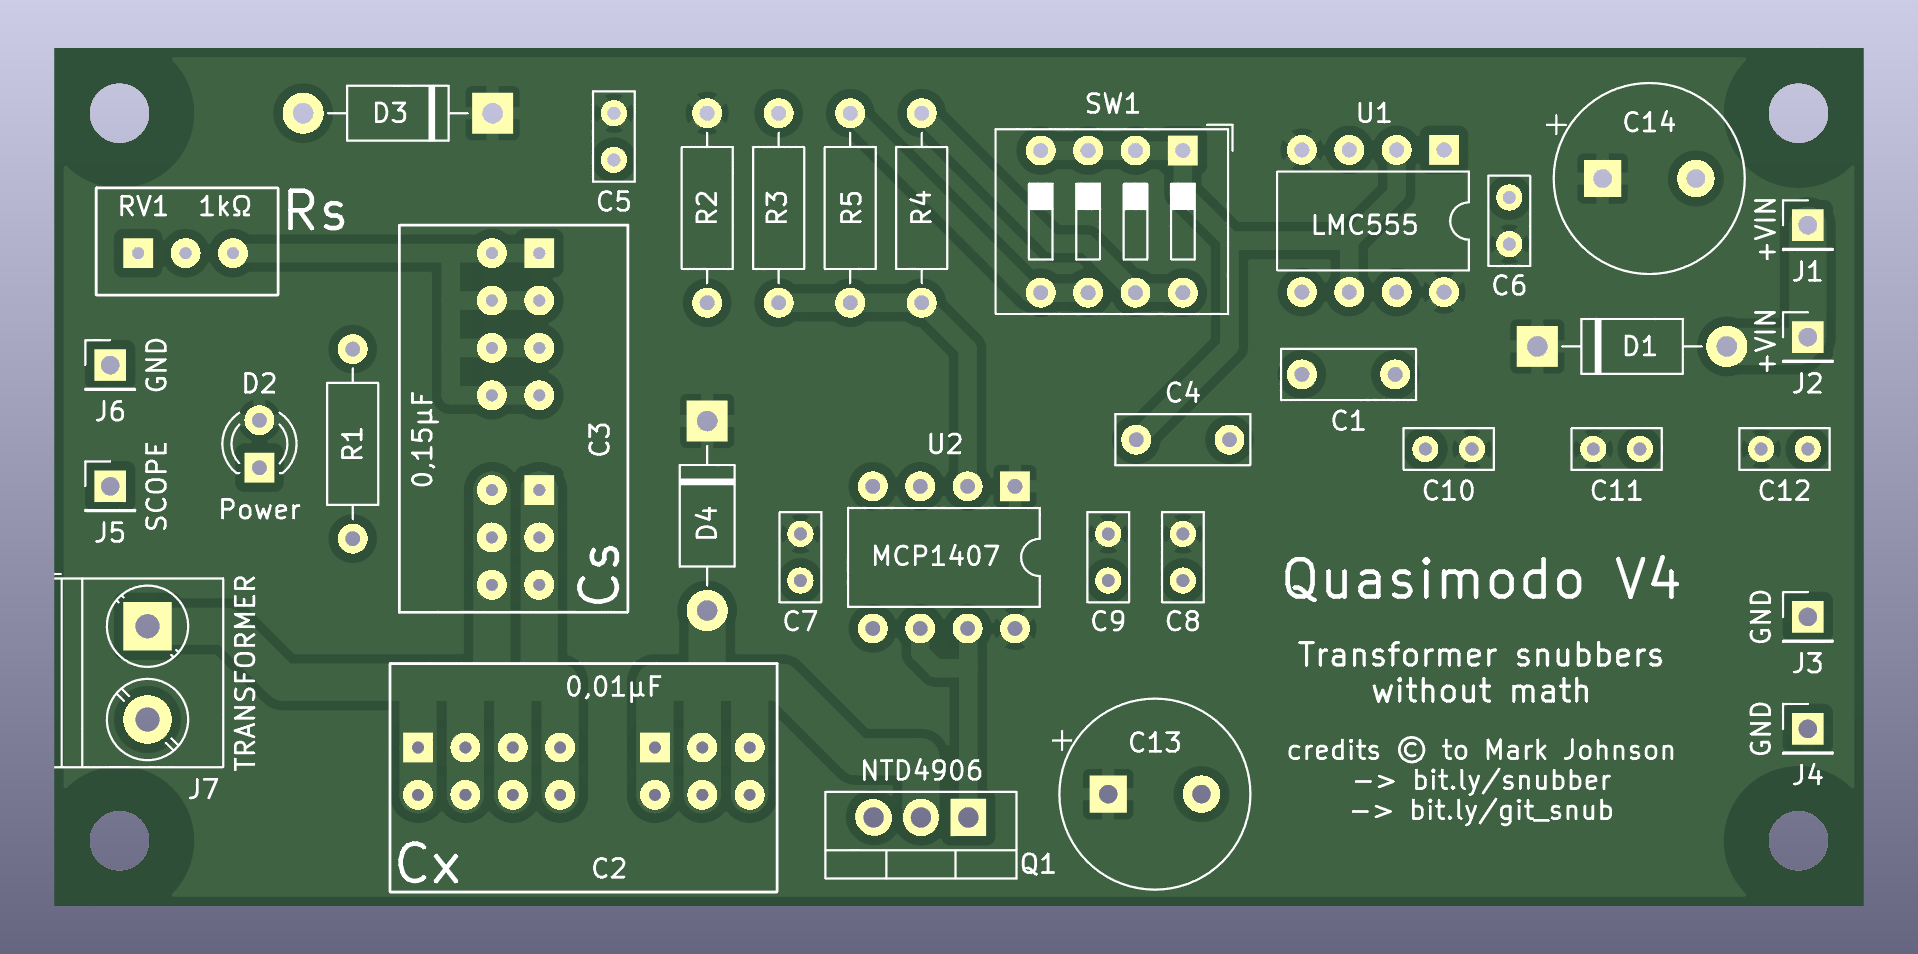 D3
C5
R2
R3
R5
R4
SW1
U1
LMC555
C14
C6
+VIN
J1
+VIN
J2
RV1 1kΩ
Rs
GND
J6
SCOPE
J5
D2
Power
R1
0,15µF
C3
Cs
D4
U2
MCP1407
C7
C9
C8
C4
C1
D1
C10
C11
C12
Quasimodo V4
Transformer snubbers
without math
credits © to Mark Johnson
-> bit.ly/snubber
-> bit.ly/git_snub
GND
J3
GND
J4
TRANSFORMER
J7
0,01µF
Cx
C2
NTD4906
Q1
+
C13
+